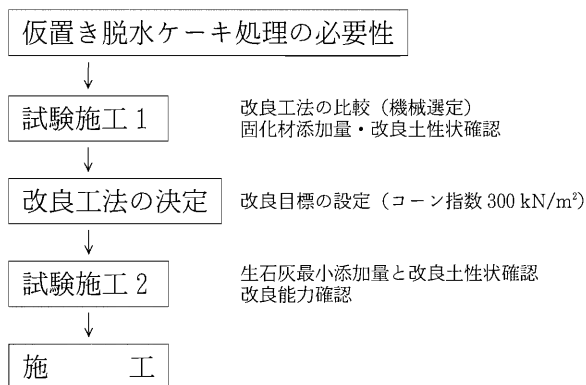 仮置き脱水ケーキ処理の必要性
↓
試験施工1
改良工法の比較（機械選定）
固化材添加量・改良土性状確認
↓
改良工法の決定
改良目標の設定（コーン指数 300 kN/m²）
↓
試験施工2
生石灰最小添加量と改良土性状確認
改良能力確認
↓
施　　　工